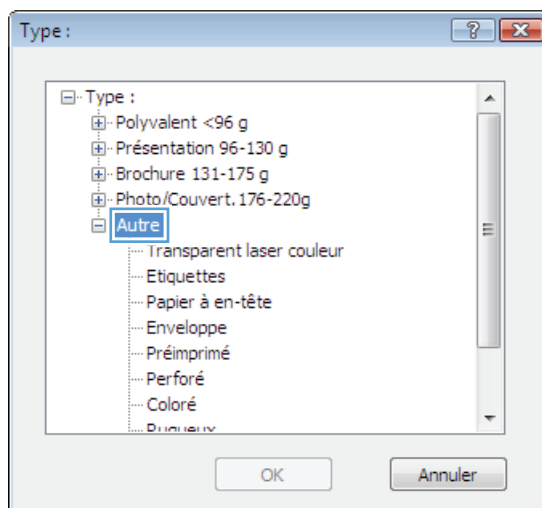 Type :
Type :
Polyvalent <96 g
Présentation 96-130 g
Brochure 131-175 g
Photo/Couvert. 176-220g
Autre
Transparent laser couleur
Etiquettes
Papier à en-tête
Enveloppe
Préimprimé
Perforé
Coloré
Rugueux
OK
Annuler